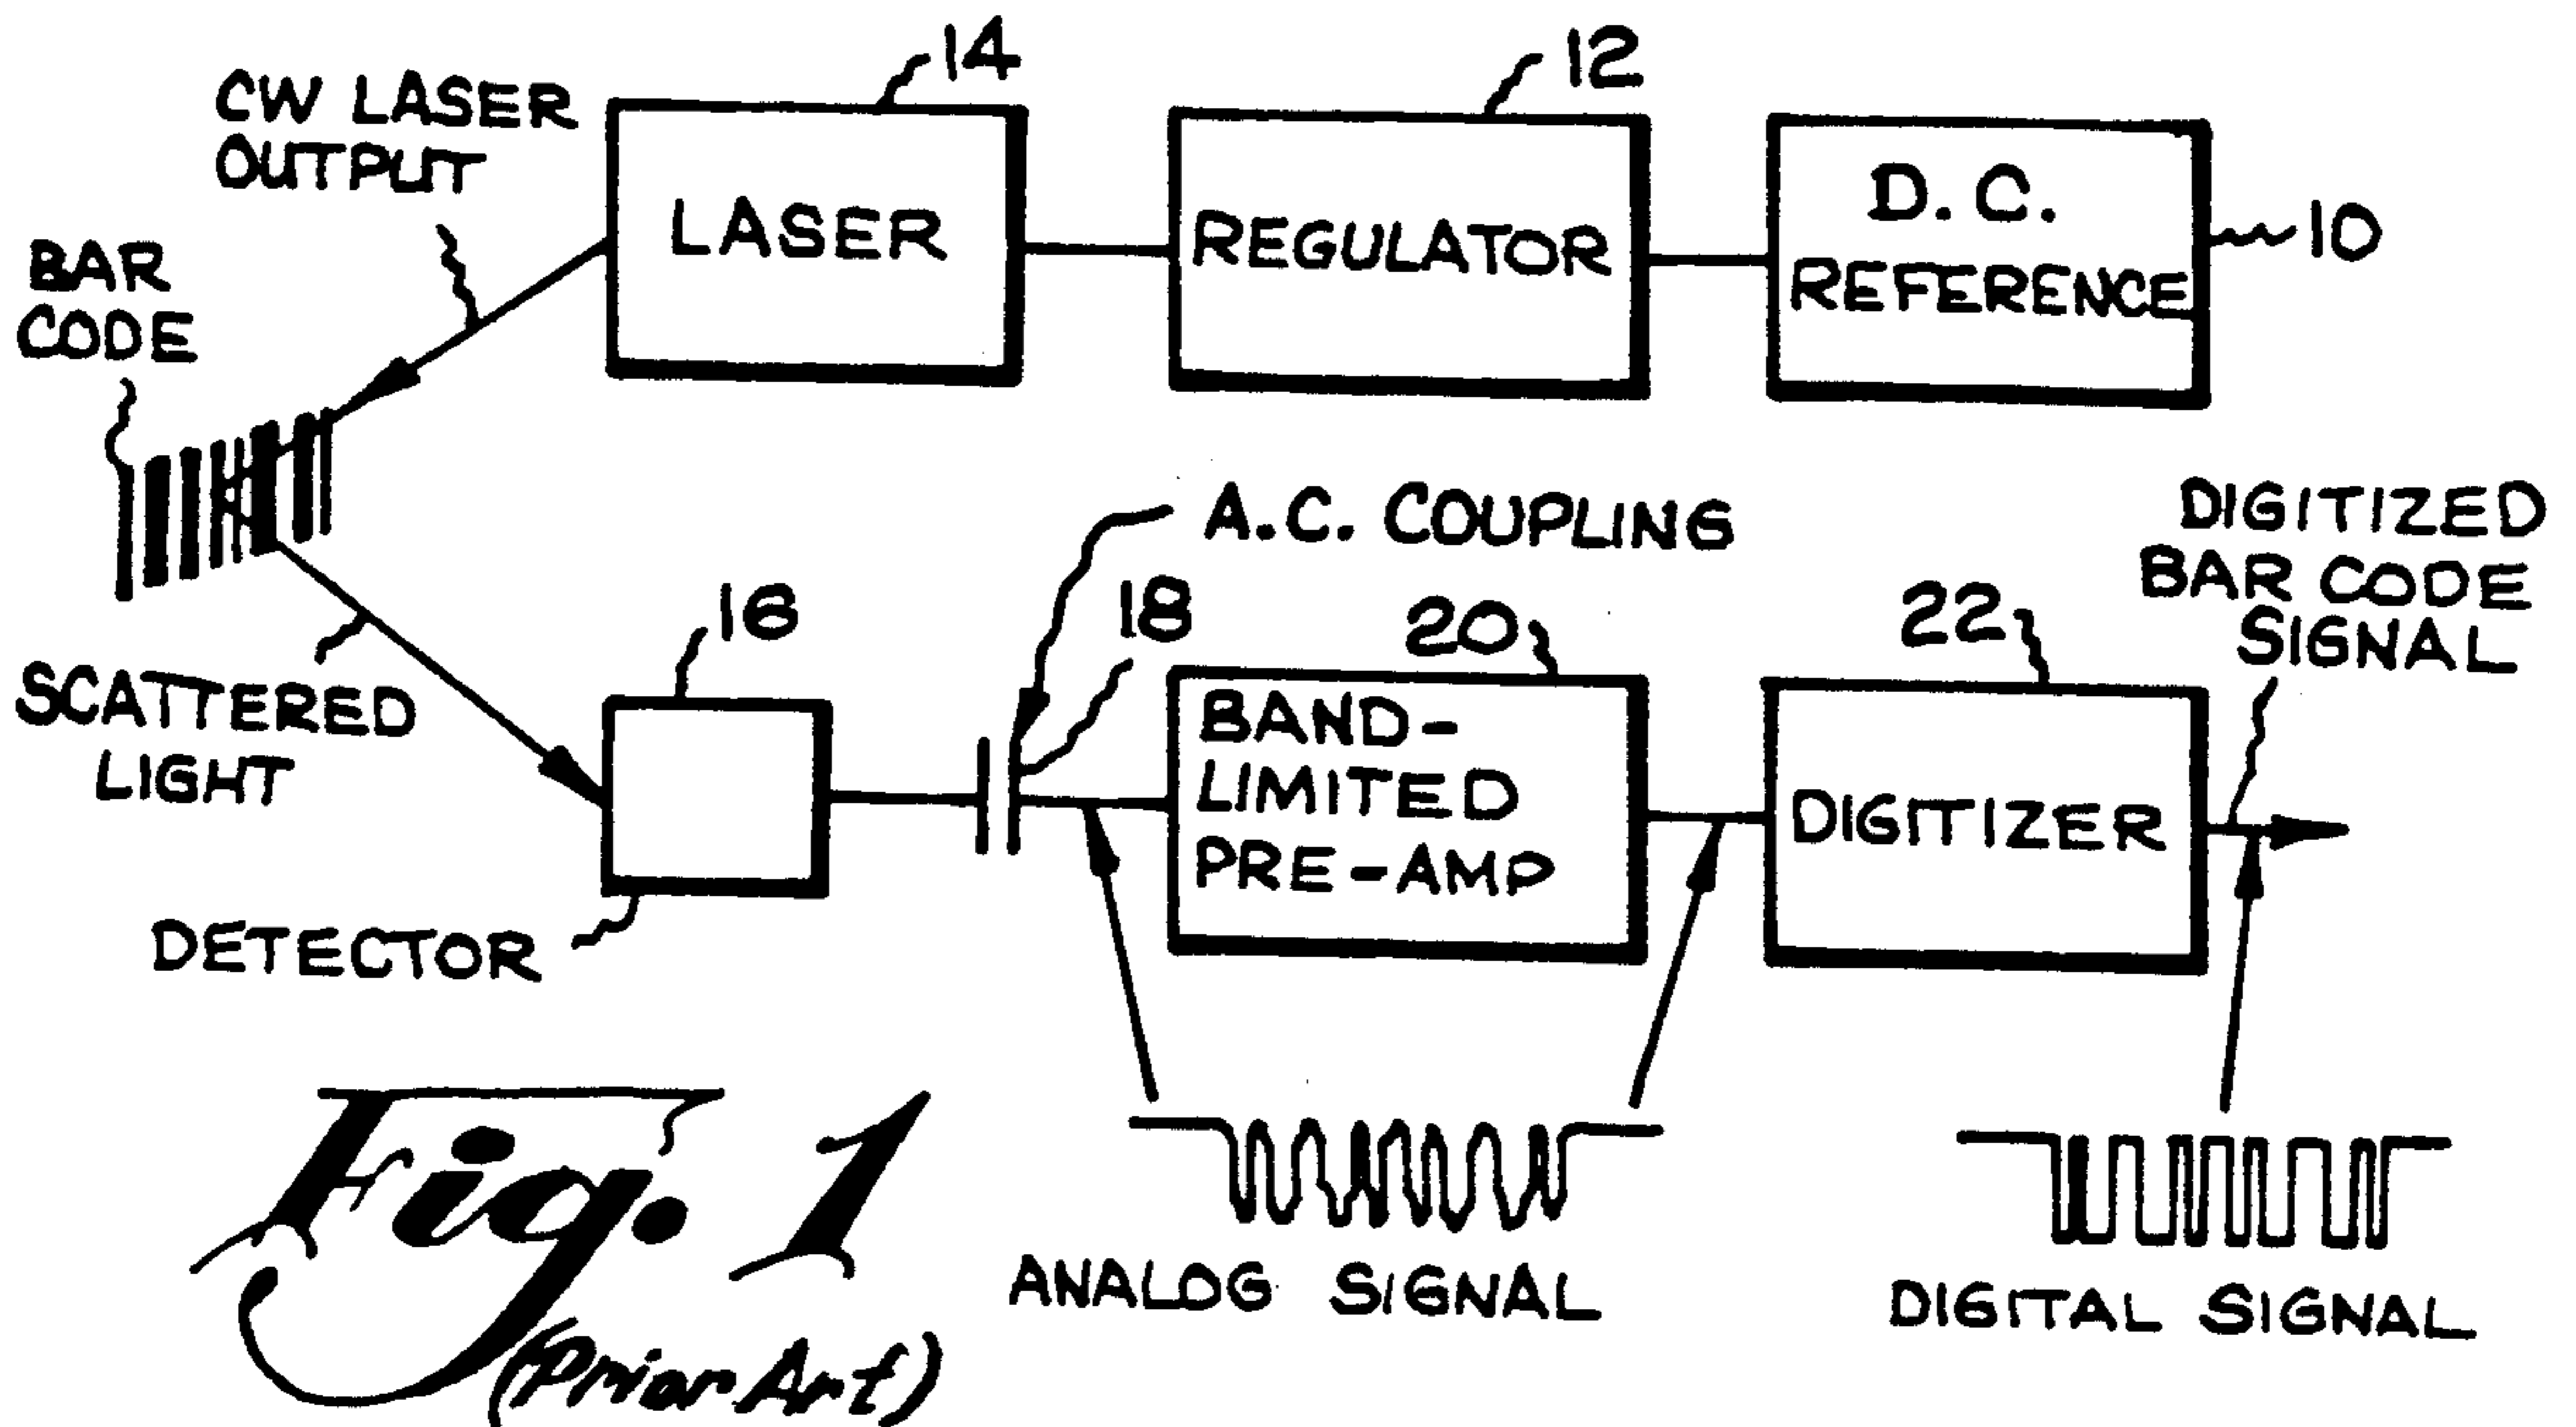 14
12
CW LASER
OUTPUT
LASER
REGULATOR
D.C.
REFERENCE
10
BAR
CODE
A.C. COUPLING
DIGITIZED
BAR CODE
SIGNAL
16
18
20
22
SCATTERED
LIGHT
BAND-
LIMITED
PRE-AMP
DIGITIZER
DETECTOR
ANALOG SIGNAL
DIGITAL SIGNAL
Fig. 1
(Prior Art)